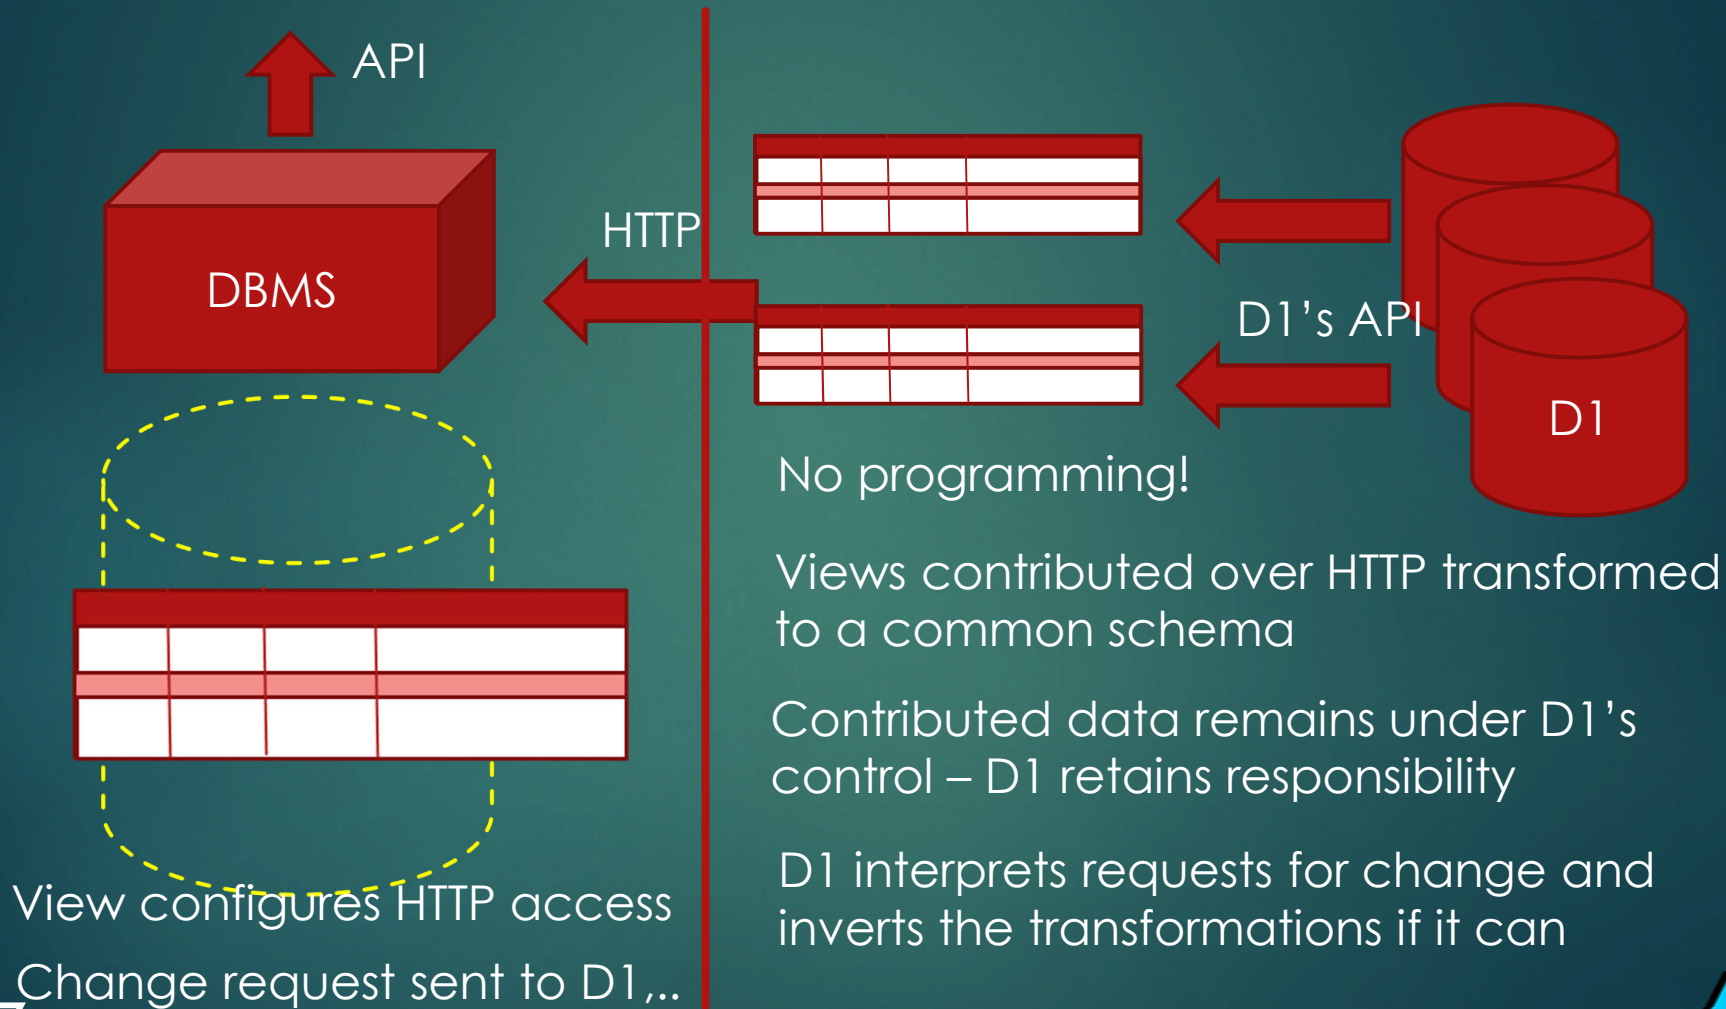 API
DBMS
HTTP
View configures HTTP access
Change request sent to D1,..
D1's API
D1
No programming!
Views contributed over HTTP transformed
to a common schema
Contributed data remains under D1's
control – D1 retains responsibility
D1 interprets requests for change and
inverts the transformations if it can